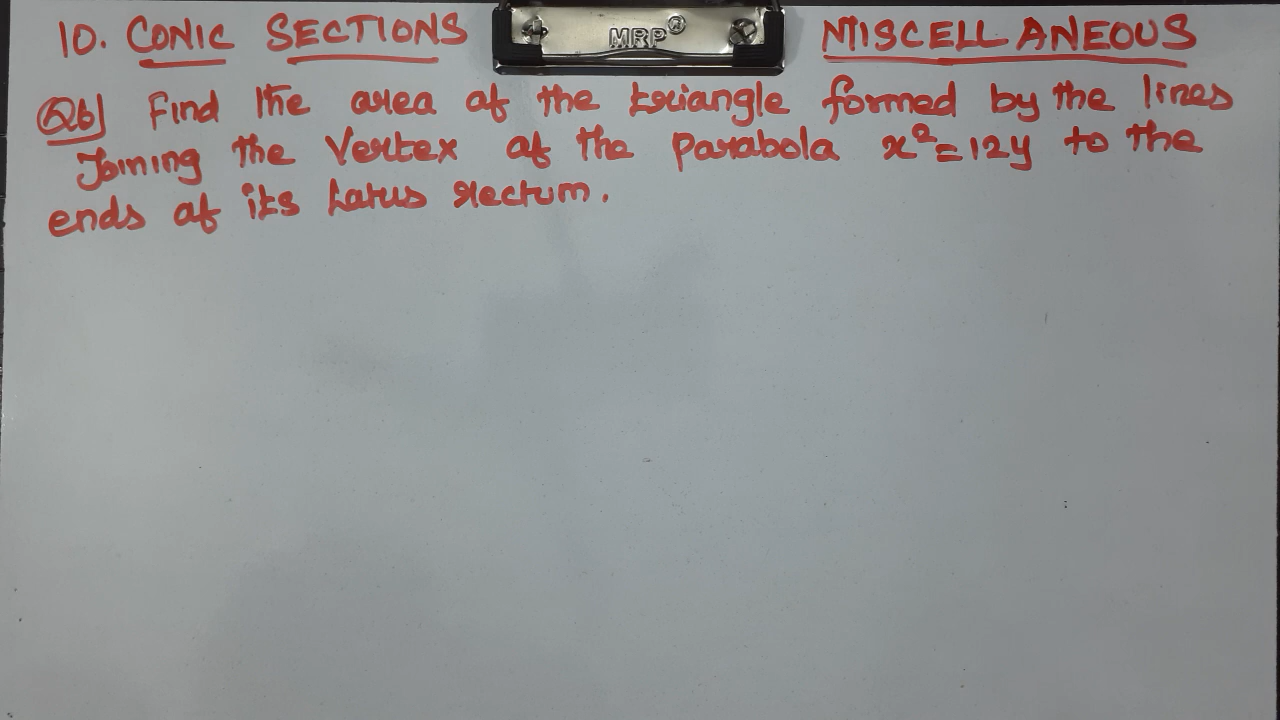 10. CONIC SECTIONS MRP® MISCELLANEOUS
Q6) Find the area of the triangle formed by the lines
Joining the Vertex of the parabola x²=12y to the
ends of its Latus rectum.